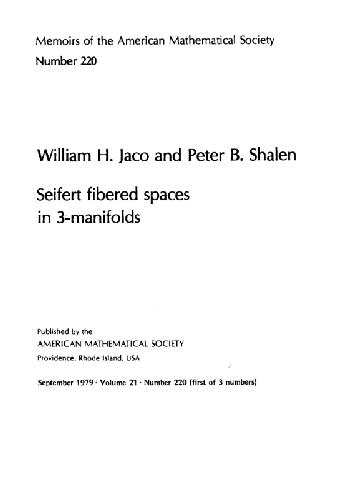 Memoirs of the American Mathematical Society
Number 220
William H. Jaco and Peter B. Shalen
Seifert fibered spaces
in 3-manifolds
Published by the
AMERICAN MATHEMATICAL SOCIETY
Providence, Rhode Island, USA
September 1979 · Volume 21 · Number 220 (first of 3 numbers)